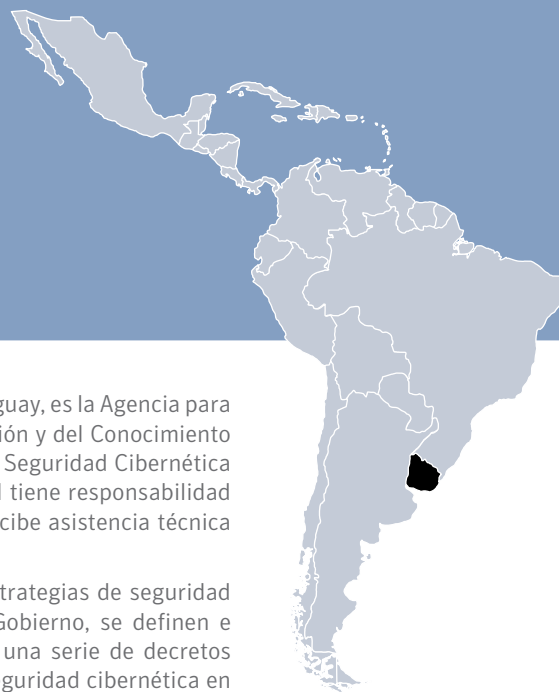 guay, es la Agencia para
ión y del Conocimiento
Seguridad Cibernética
l tiene responsabilidad
cibe asistencia técnica
trategias de seguridad
Gobierno, se definen e
una serie de decretos
eguridad cibernética en